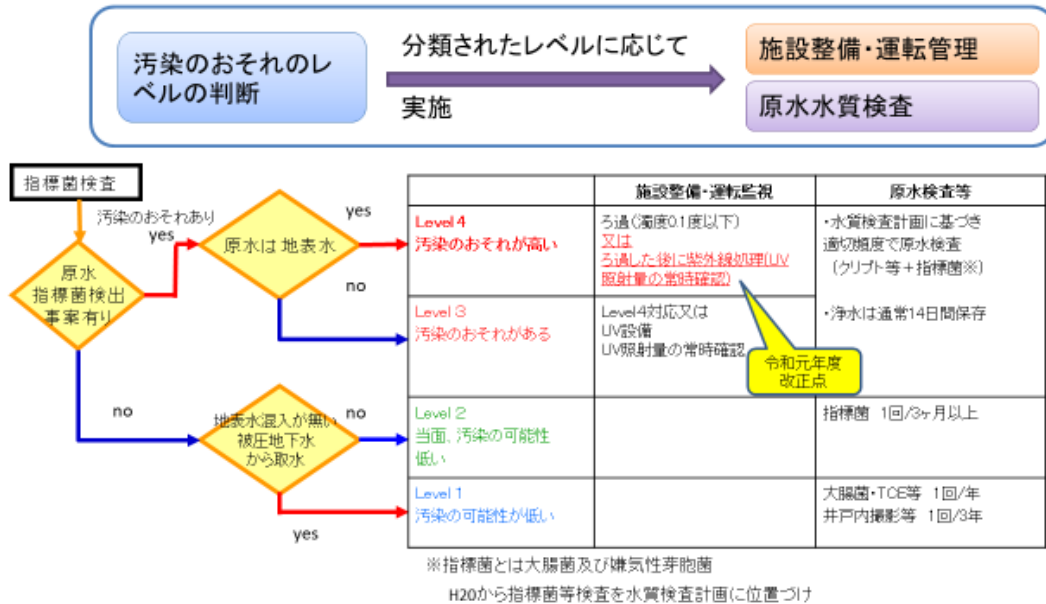 汚染のおそれのレ
ベルの判断
分類されたレベルに応じて
実施
施設整備・運転管理
原水水質検査
指標菌検査
汚染のおそれあり
yes
原水
指標菌検出
事案有り
no
原水は地表水
yes
no
地表水混入が無い
被圧地下水
から取水
no
yes
施設整備・運転監視
原水検査等
Level 4
汚染のおそれが高い
ろ過(濁度0.1度以下)
又は
ろ過した後に紫外線処理(UV
照射量の常時確認)
・水質検査計画に基づき
適切頻度で原水検査
(クリプト等+指標菌※)
・浄水は通常14日間保存
Level 3
汚染のおそれがある
Level4対応又は
UV設備
UV照射量の常時確認
令和元年度
改正点
Level 2
当面、汚染の可能性
低い
指標菌 1回/3ヶ月以上
Level 1
汚染の可能性が低い
大腸菌・TCE等 1回/年
井戸内撮影等 1回/3年
※指標菌とは大腸菌及び嫌気性芽胞菌
H20から指標菌等検査を水質検査計画に位置づけ